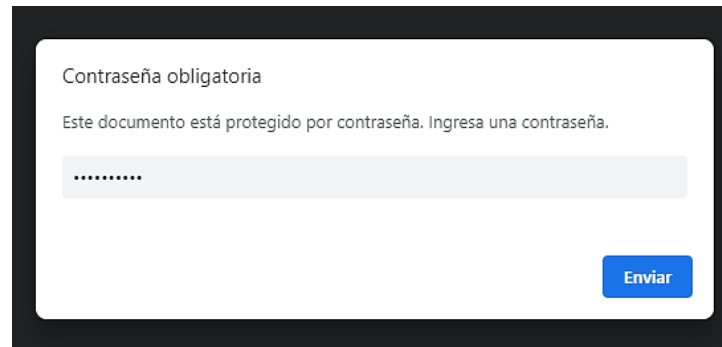 Contraseña obligatoria
Este documento está protegido por contraseña. Ingresa una contraseña.
••••••••••
Enviar